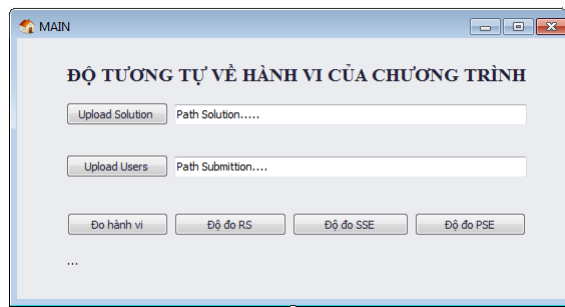 MAIN
ĐỘ TƯƠNG TỰ VỀ HÀNH VI CỦA CHƯƠNG TRÌNH
Upload Solution Path Solution.....
Upload Users Path Submittion....
Đo hành vi Độ đo RS Độ đo SSE Độ đo PSE
...